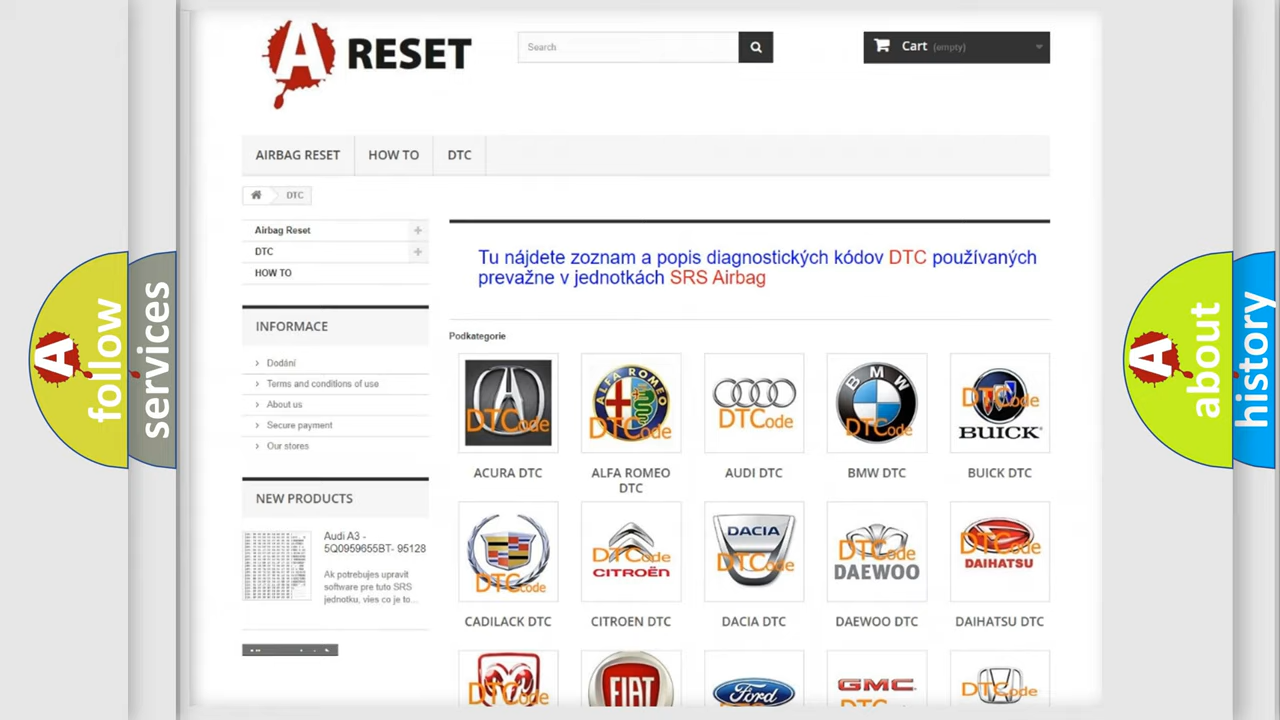 A RESET
Search
Cart (empty)
AIRBAG RESET
HOW TO
DTC
DTC
Airbag Reset
DTC
HOW TO
Tu nájdete zoznam a popis diagnostických kódov DTC používaných
prevažne v jednotkách SRS Airbag
INFORMACE
Dodání
Terms and conditions of use
About us
Secure payment
Our stores
Podkategorie
DTCode
ACURA DTC
ALFA ROMEO
DTCode
ALFA ROMEO
DTC
DTCode
AUDI DTC
BMW
DTCode
BMW DTC
DTCode
BUICK
BUICK DTC
NEW PRODUCTS
Audi A3 -
5Q0959655BT- 95128
Ak potrebujes upravit
software pre tuto SRS
jednotku, vies co je to...
DTCode
CADILACK DTC
DTCode
CITROËN
CITROEN DTC
DACIA
DTCode
DACIA DTC
DTCode
DAEWOO
DAEWOO DTC
DTCode
DAIHATSU
DAIHATSU DTC
DTCode
FIAT
Ford
GMC
DTCode
A follow
services
A about
history